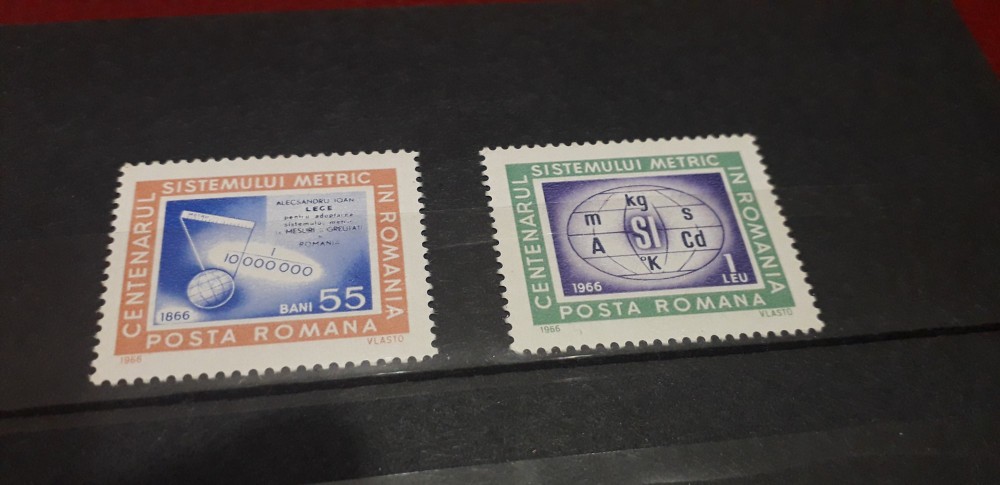 CENTENARUL SISTEMULUI METRIC IN ROMANIA
ALECSANDRU IOAN
LEGE
pentru adoptarea
sistemului
MESURI GREUTATI
ROMANIA
1
10 000 000
1866
BANI 55
POSTA ROMANA
1966
VLASTO
CENTENARUL SISTEMULUI METRIC IN ROMANIA
kg
m SI s
A Cd
°K
1966
1
LEU
POSTA ROMANA
1966
VLASTO